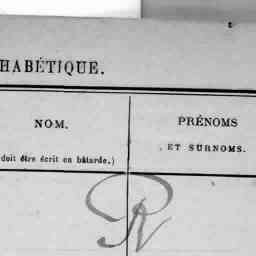 HABÉTIQUE.
NOM.
doit être écrit en bâtarde.)
PRÉNOMS
ET SURNOMS.